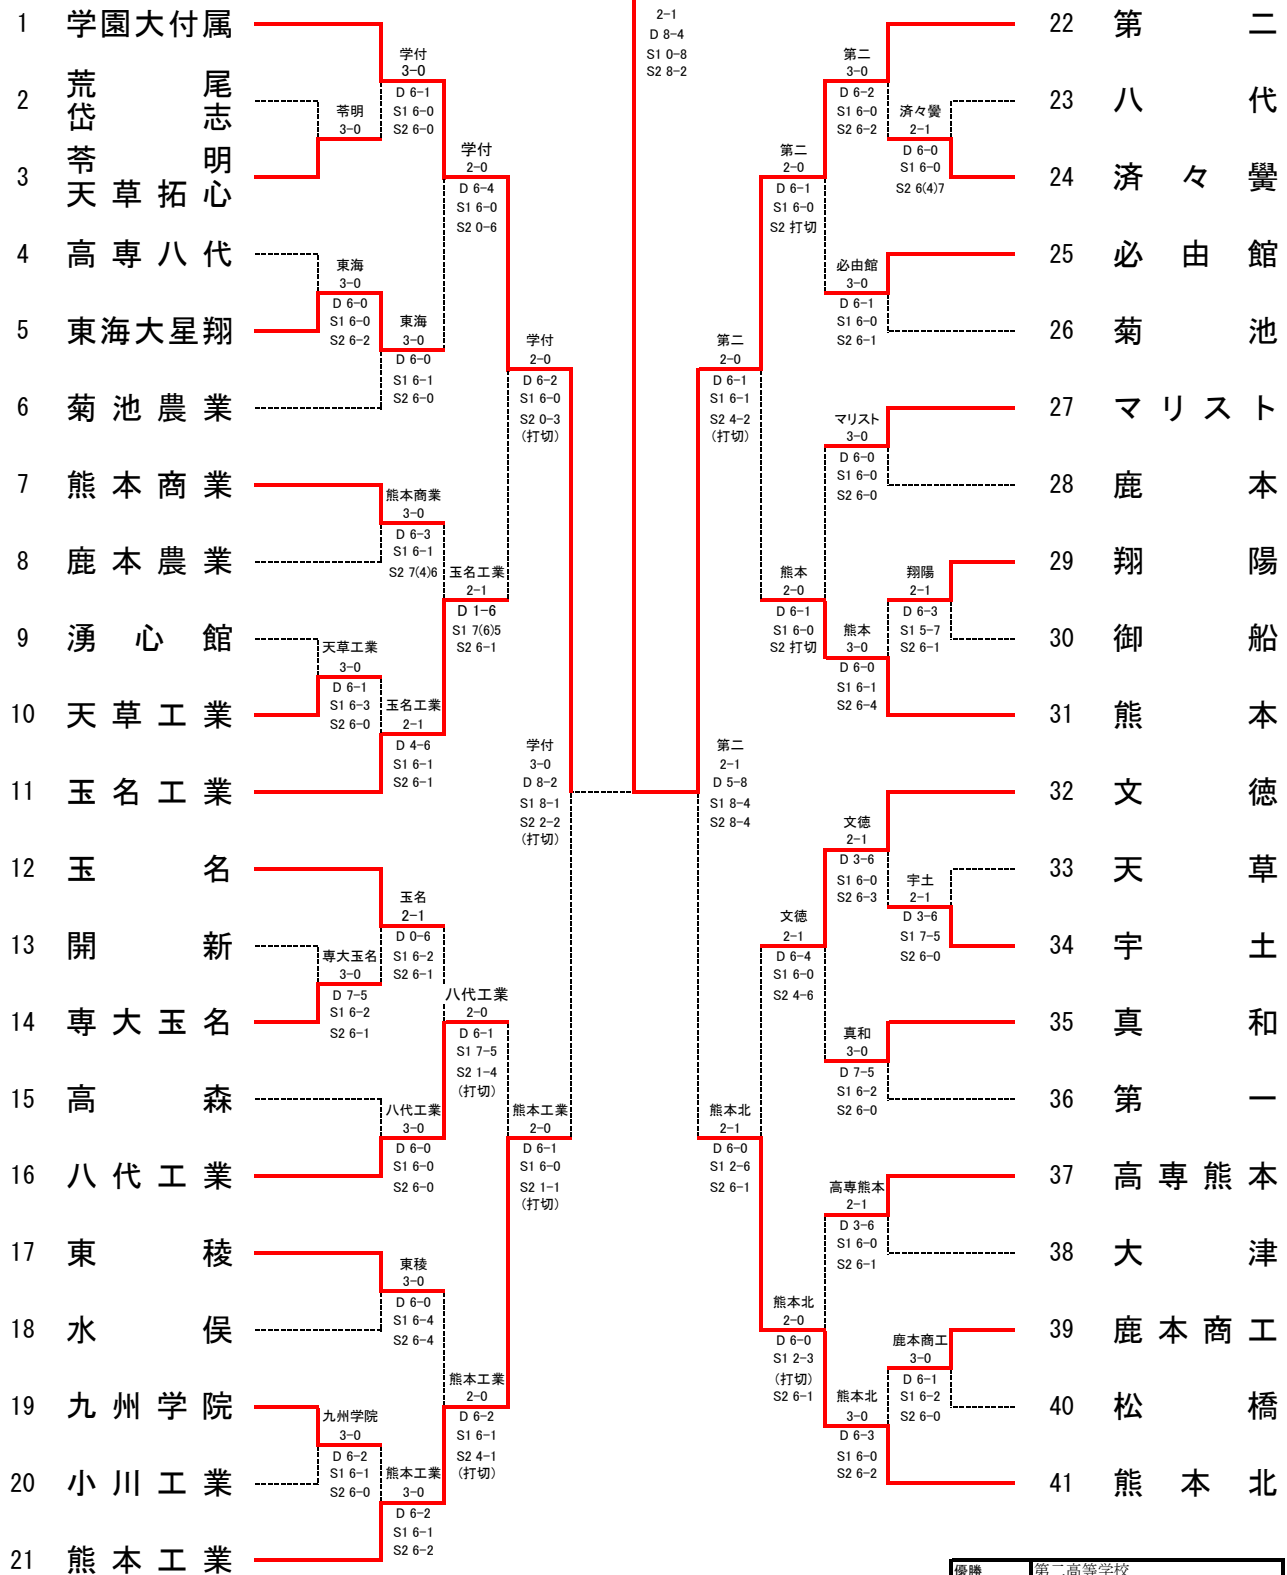 1 学園大付属
2 荒尾
岱志
3 苓明
天草拓心
4 高専八代
5 東海大星翔
6 菊池農業
7 熊本商業
8 鹿本農業
9 湧心館
10 天草工業
11 玉名工業
12 玉名
13 開新
14 専大玉名
15 高森
16 八代工業
17 東稜
18 水俣
19 九州学院
20 小川工業
21 熊本工業
苓明
3-0
東海
3-0
D 6-0
S1 6-0
S2 6-2
天草工業
3-0
D 6-1
S1 6-3
S2 6-0
専大玉名
3-0
D 7-5
S1 6-2
S2 6-1
九州学院
3-0
D 6-2
S1 6-1
S2 6-0
学付
3-0
D 6-1
S1 6-0
S2 6-0
東海
3-0
D 6-0
S1 6-1
S2 6-0
熊本商業
3-0
D 6-3
S1 6-1
S2 7(4)6
玉名工業
2-1
D 4-6
S1 6-1
S2 6-1
玉名
2-1
D 0-6
S1 6-2
S2 6-1
八代工業
3-0
D 6-0
S1 6-0
S2 6-0
東稜
3-0
D 6-0
S1 6-4
S2 6-4
熊本工業
3-0
D 6-2
S1 6-1
S2 6-2
学付
2-0
D 6-4
S1 6-0
S2 0-6
玉名工業
2-1
D 1-6
S1 7(6)5
S2 6-1
八代工業
2-0
D 6-1
S1 7-5
S2 1-4
(打切)
熊本工業
2-0
D 6-2
S1 6-1
S2 4-1
(打切)
学付
2-0
D 6-2
S1 6-0
S2 0-3
(打切)
熊本工業
2-0
D 6-1
S1 6-0
S2 1-1
(打切)
学付
3-0
D 8-2
S1 8-1
S2 2-2
(打切)
2-1
D 8-4
S1 0-8
S2 8-2
第二
2-1
D 5-8
S1 8-4
S2 8-4
第二
2-0
D 6-1
S1 6-1
S2 4-2
(打切)
熊本北
2-1
D 6-0
S1 2-6
S2 6-1
第二
2-0
D 6-1
S1 6-0
S2 打切
熊本
2-0
D 6-1
S1 6-0
S2 打切
文徳
2-1
D 6-4
S1 6-0
S2 4-6
熊本北
2-0
D 6-0
S1 2-3
(打切)
S2 6-1
第二
3-0
D 6-2
S1 6-0
S2 6-2
必由館
3-0
D 6-1
S1 6-0
S2 6-1
マリスト
3-0
D 6-0
S1 6-0
S2 6-0
熊本
3-0
D 6-0
S1 6-1
S2 6-4
文徳
2-1
D 3-6
S1 6-0
S2 6-3
真和
3-0
D 7-5
S1 6-2
S2 6-0
高専熊本
2-1
D 3-6
S1 6-0
S2 6-1
熊本北
3-0
D 6-3
S1 6-0
S2 6-2
済々黌
2-1
D 6-0
S1 6-0
S2 6(4)7
翔陽
2-1
D 6-3
S1 5-7
S2 6-1
宇土
2-1
D 3-6
S1 7-5
S2 6-0
鹿本商工
3-0
D 6-1
S1 6-2
S2 6-0
22 第二
23 八代
24 済々黌
25 必由館
26 菊池
27 マリスト
28 鹿本
29 翔陽
30 御船
31 熊本
32 文徳
33 天草
34 宇土
35 真和
36 第一
37 高専熊本
38 大津
39 鹿本商工
40 松橋
41 熊本北
優勝 第二高等学校